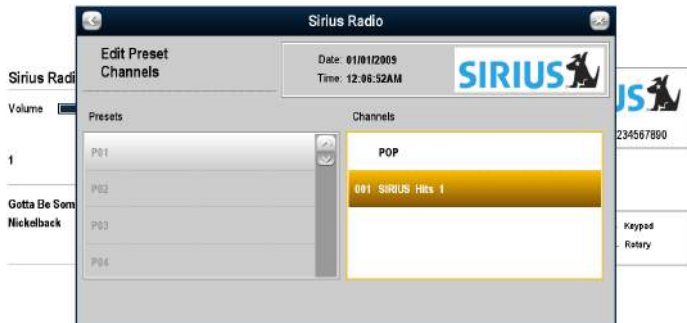 Sirius Radio
Edit Preset
Channels
Date: 01/01/2009
Time: 12:06:52AM
SIRIUS
Presets
Channels
P01
P02
P03
P04
POP
001 SIRIUS Hits 1
Sirius Radi
Volume
1
Gotta Be Som
Nickelback
US
234567890
Keypad
Rotary